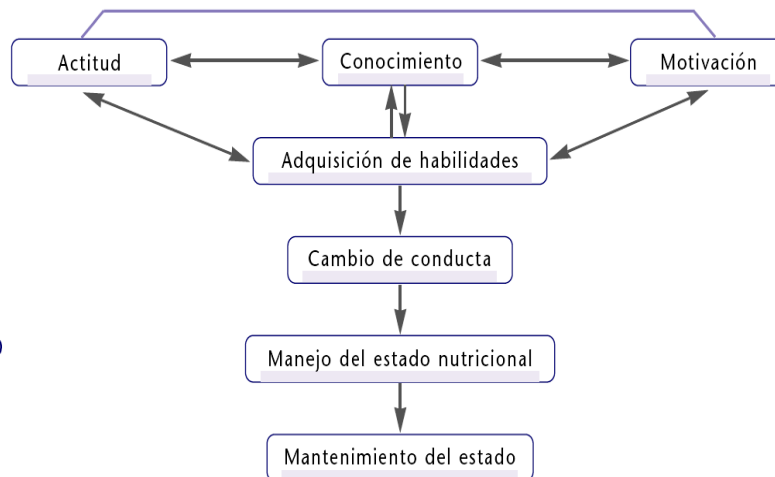 Actitud
Conocimiento
Motivación
Adquisición de habilidades
Cambio de conducta
Manejo del estado nutricional
Mantenimiento del estado